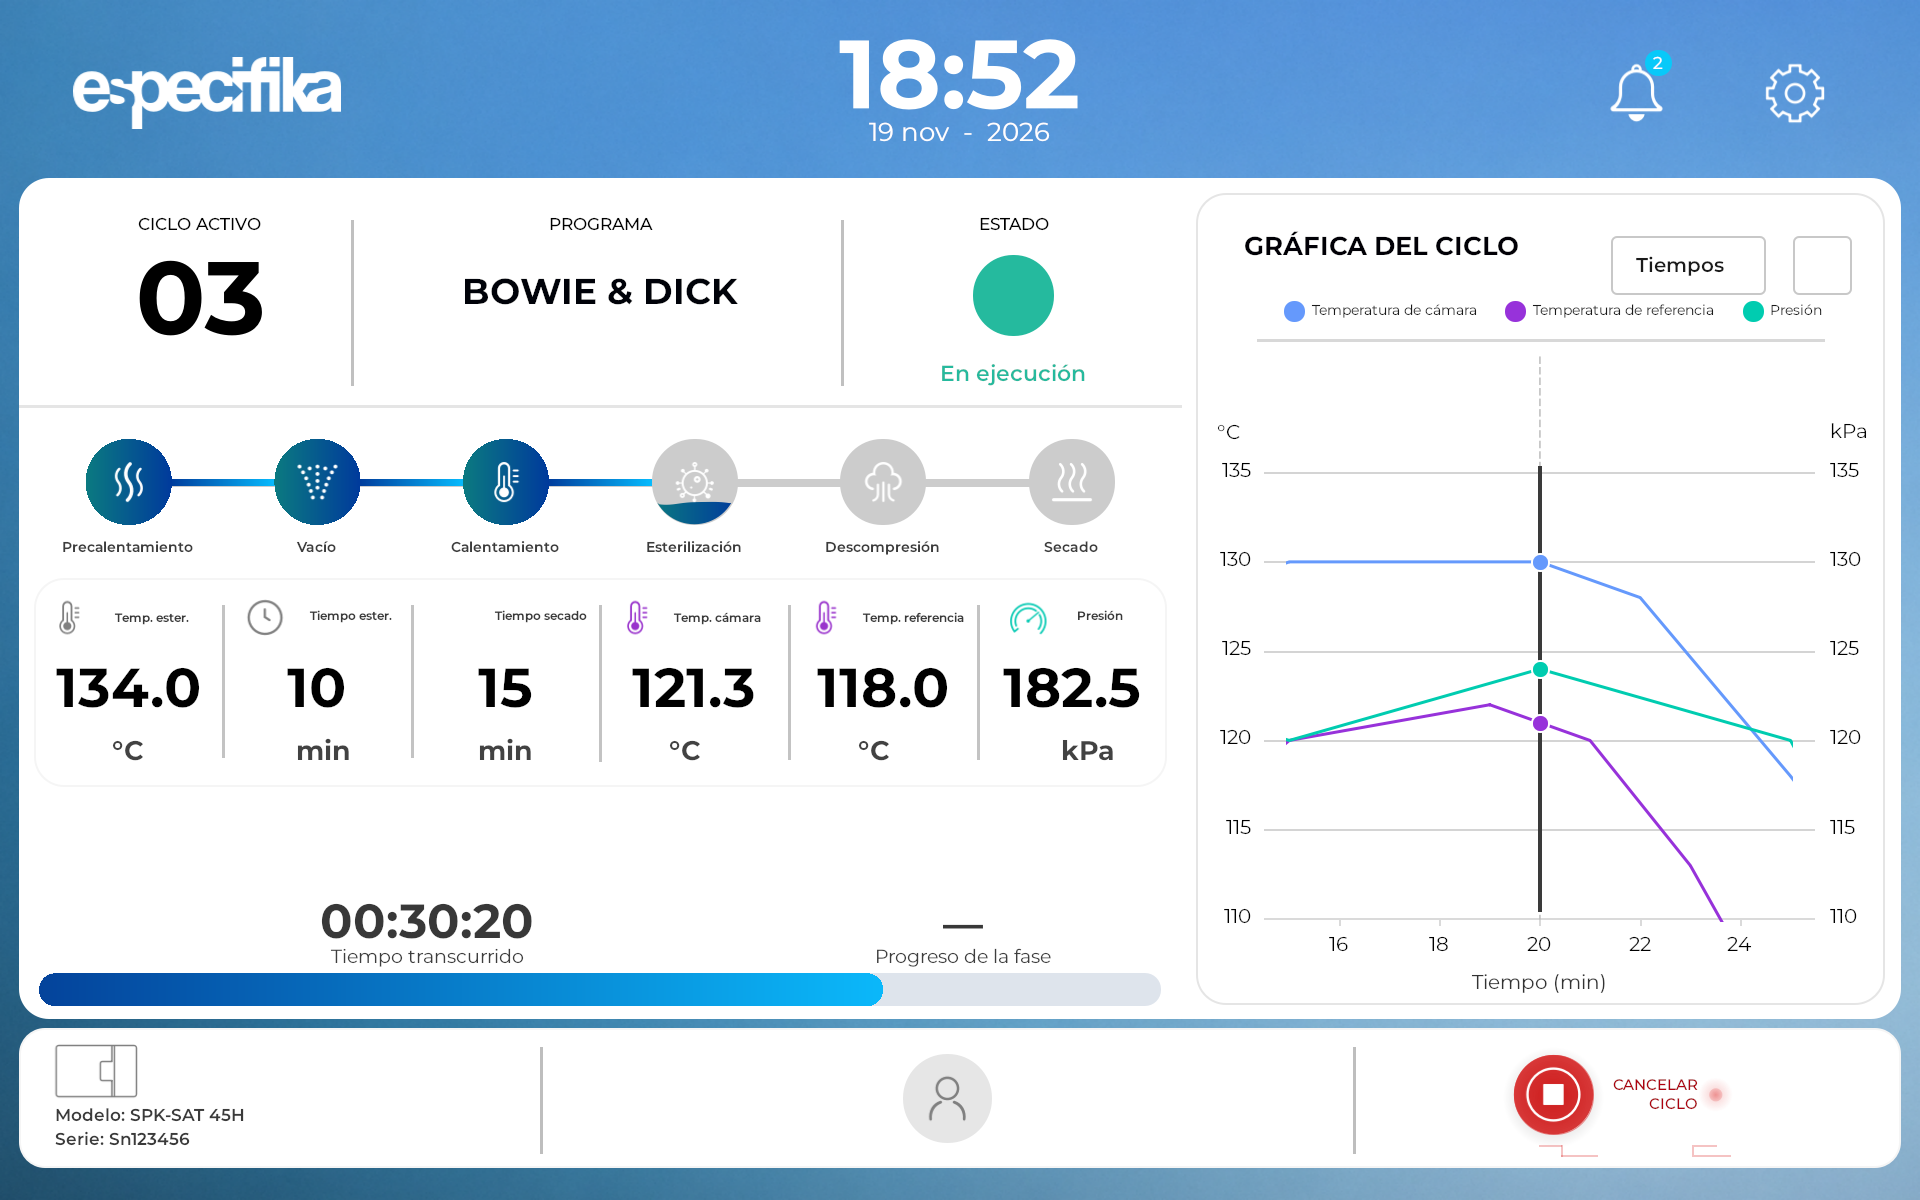 especifika
18:52
19 nov - 2026
2
CICLO ACTIVO
03
PROGRAMA
BOWIE & DICK
ESTADO
En ejecución
Precalentamiento
Vacío
Calentamiento
Esterilización
Descompresión
Secado
Temp. ester.
134.0
°C
Tiempo ester.
10
min
Tiempo secado
15
min
Temp. cámara
121.3
°C
Temp. referencia
118.0
°C
Presión
182.5
kPa
00:30:20
Tiempo transcurrido
—
Progreso de la fase
GRÁFICA DEL CICLO
Tiempos
Temperatura de cámara
Temperatura de referencia
Presión
°C
kPa
135
135
130
130
125
125
120
120
115
115
110
110
16
18
20
22
24
Tiempo (min)
Modelo: SPK-SAT 45H
Serie: Sn123456
CANCELAR
CICLO